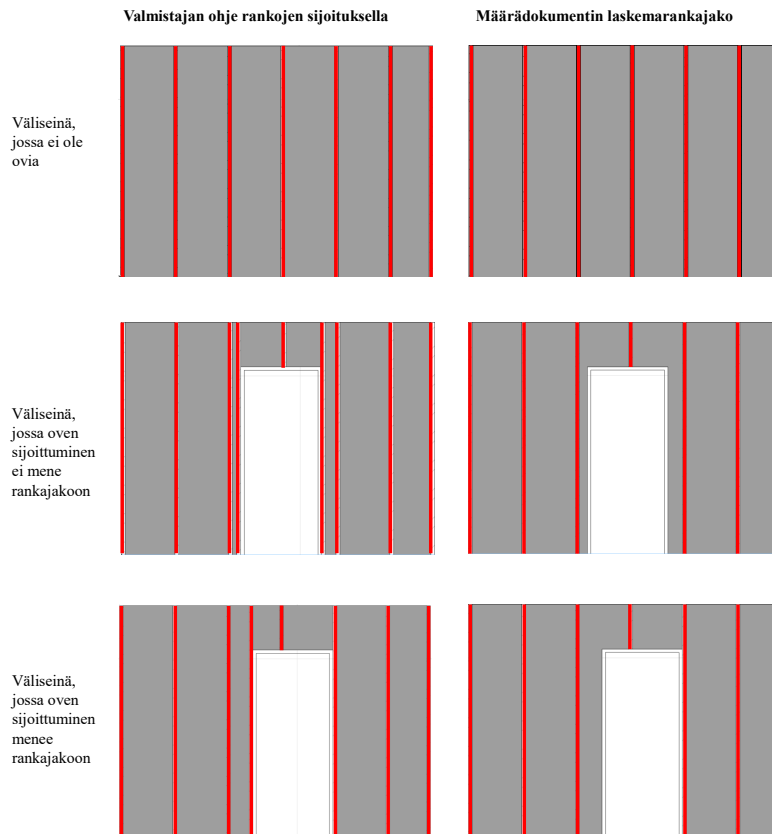 Valmistajan ohje rankojen sijoituksella
Määrädokumentin laskemarankajako
Väliseinä,
jossa ei ole
ovia
Väliseinä,
jossa oven
sijoittuminen
ei mene
rankajakoon
Väliseinä,
jossa oven
sijoittuminen
menee
rankajakoon